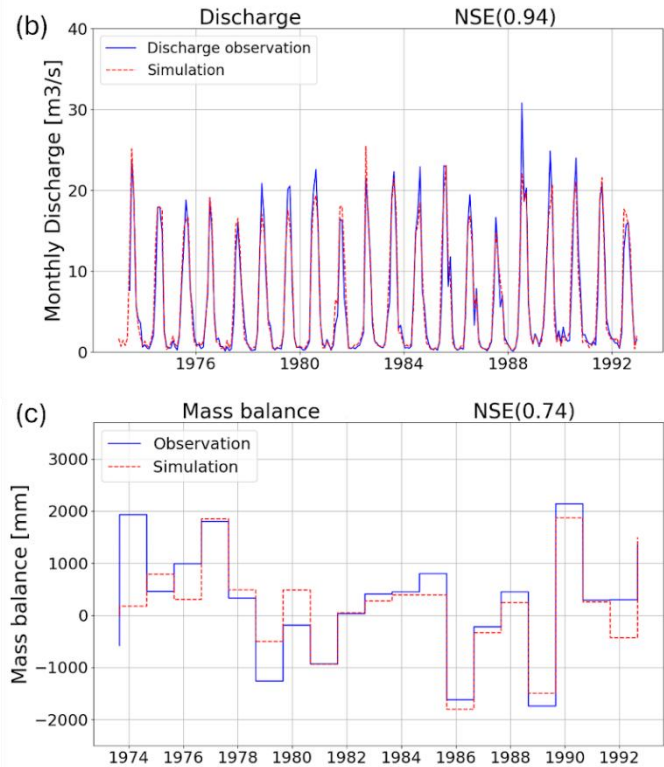 (b)
Discharge NSE(0.94)
Monthly Discharge [m3/s]
40
30
20
10
0
Discharge observation
Simulation
1976 1980 1984 1988 1992
(c)
Mass balance NSE(0.74)
Mass balance [mm]
3000
2000
1000
0
−1000
−2000
Observation
Simulation
1974 1976 1978 1980 1982 1984 1986 1988 1990 1992